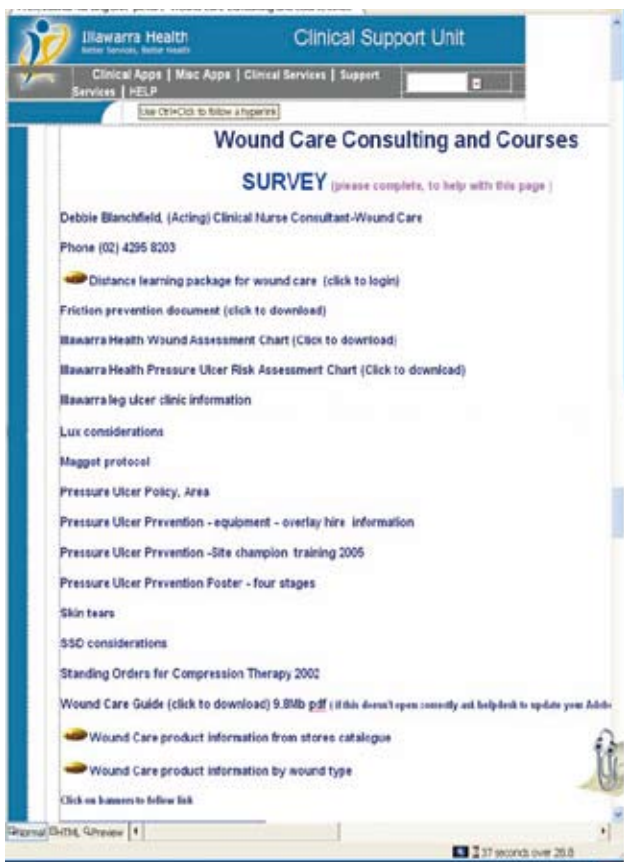 Illawarra Health
Better Services, Better Health
Clinical Support Unit
Clinical Apps | Misc Apps | Clinical Services | Support
Services | HELP
Use Ctrl+Click to follow a hyperlink
Wound Care Consulting and Courses
SURVEY (please complete, to help with this page )
Debbie Blanchfield, (Acting) Clinical Nurse Consultant-Wound Care
Phone (02) 4295 8203
Distance learning package for wound care (click to login)
Friction prevention document (click to download)
Illawarra Health Wound Assessment Chart (Click to download)
Illawarra Health Pressure Ulcer Risk Assessment Chart (Click to download)
Illawarra leg ulcer clinic information
Lux considerations
Maggot protocol
Pressure Ulcer Policy, Area
Pressure Ulcer Prevention - equipment - overlay hire information
Pressure Ulcer Prevention -Site champion training 2005
Pressure Ulcer Prevention Poster - four stages
Skin tears
SSD considerations
Standing Orders for Compression Therapy 2002
Wound Care Guide (click to download) 9.8Mb pdf ( if this doesn't open correctly ask helpdesk to update your Adobe
Wound Care product information from stores catalogue
Wound Care product information by wound type
Click on banners to follow link
Normal HTML Preview
37 seconds over 28.8